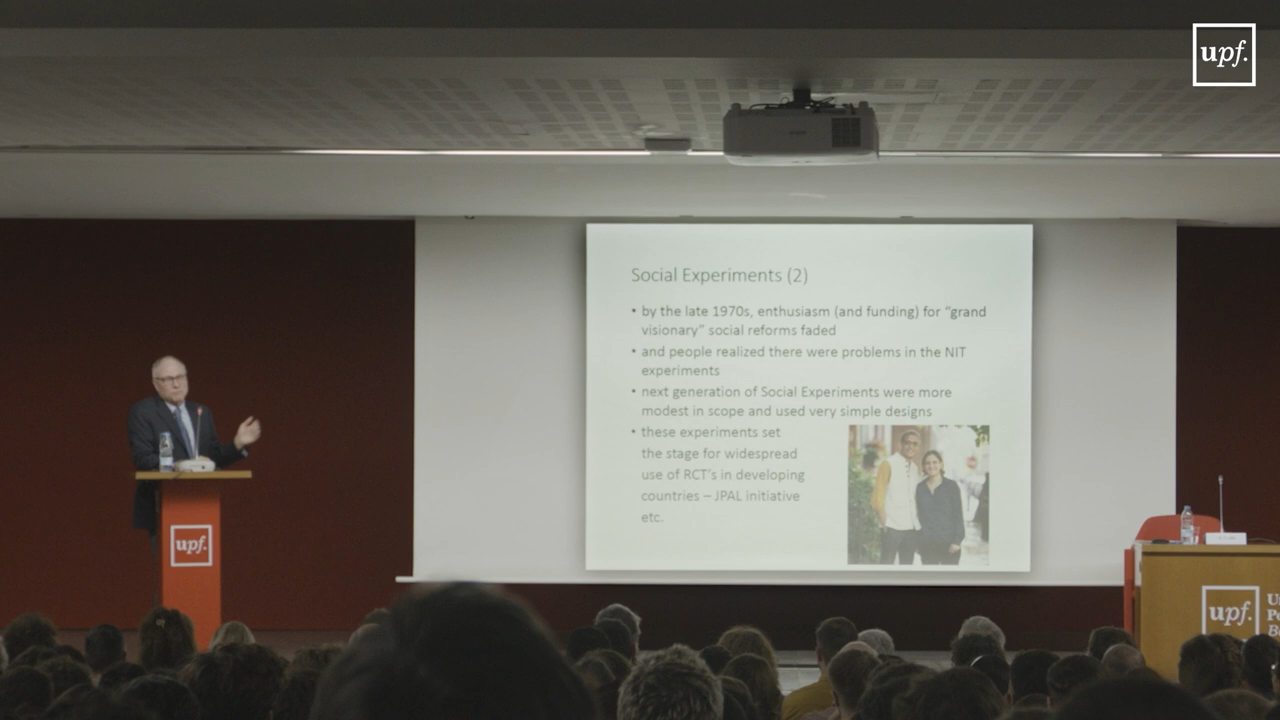 upf.
Social Experiments (2)
• by the late 1970s, enthusiasm (and funding) for “grand
visionary” social reforms faded
• and people realized there were problems in the NIT
experiments
• next generation of Social Experiments were more
modest in scope and used very simple designs
• these experiments set
the stage for widespread
use of RCT’s in developing
countries – JPAL initiative
etc.
upf.
upf.